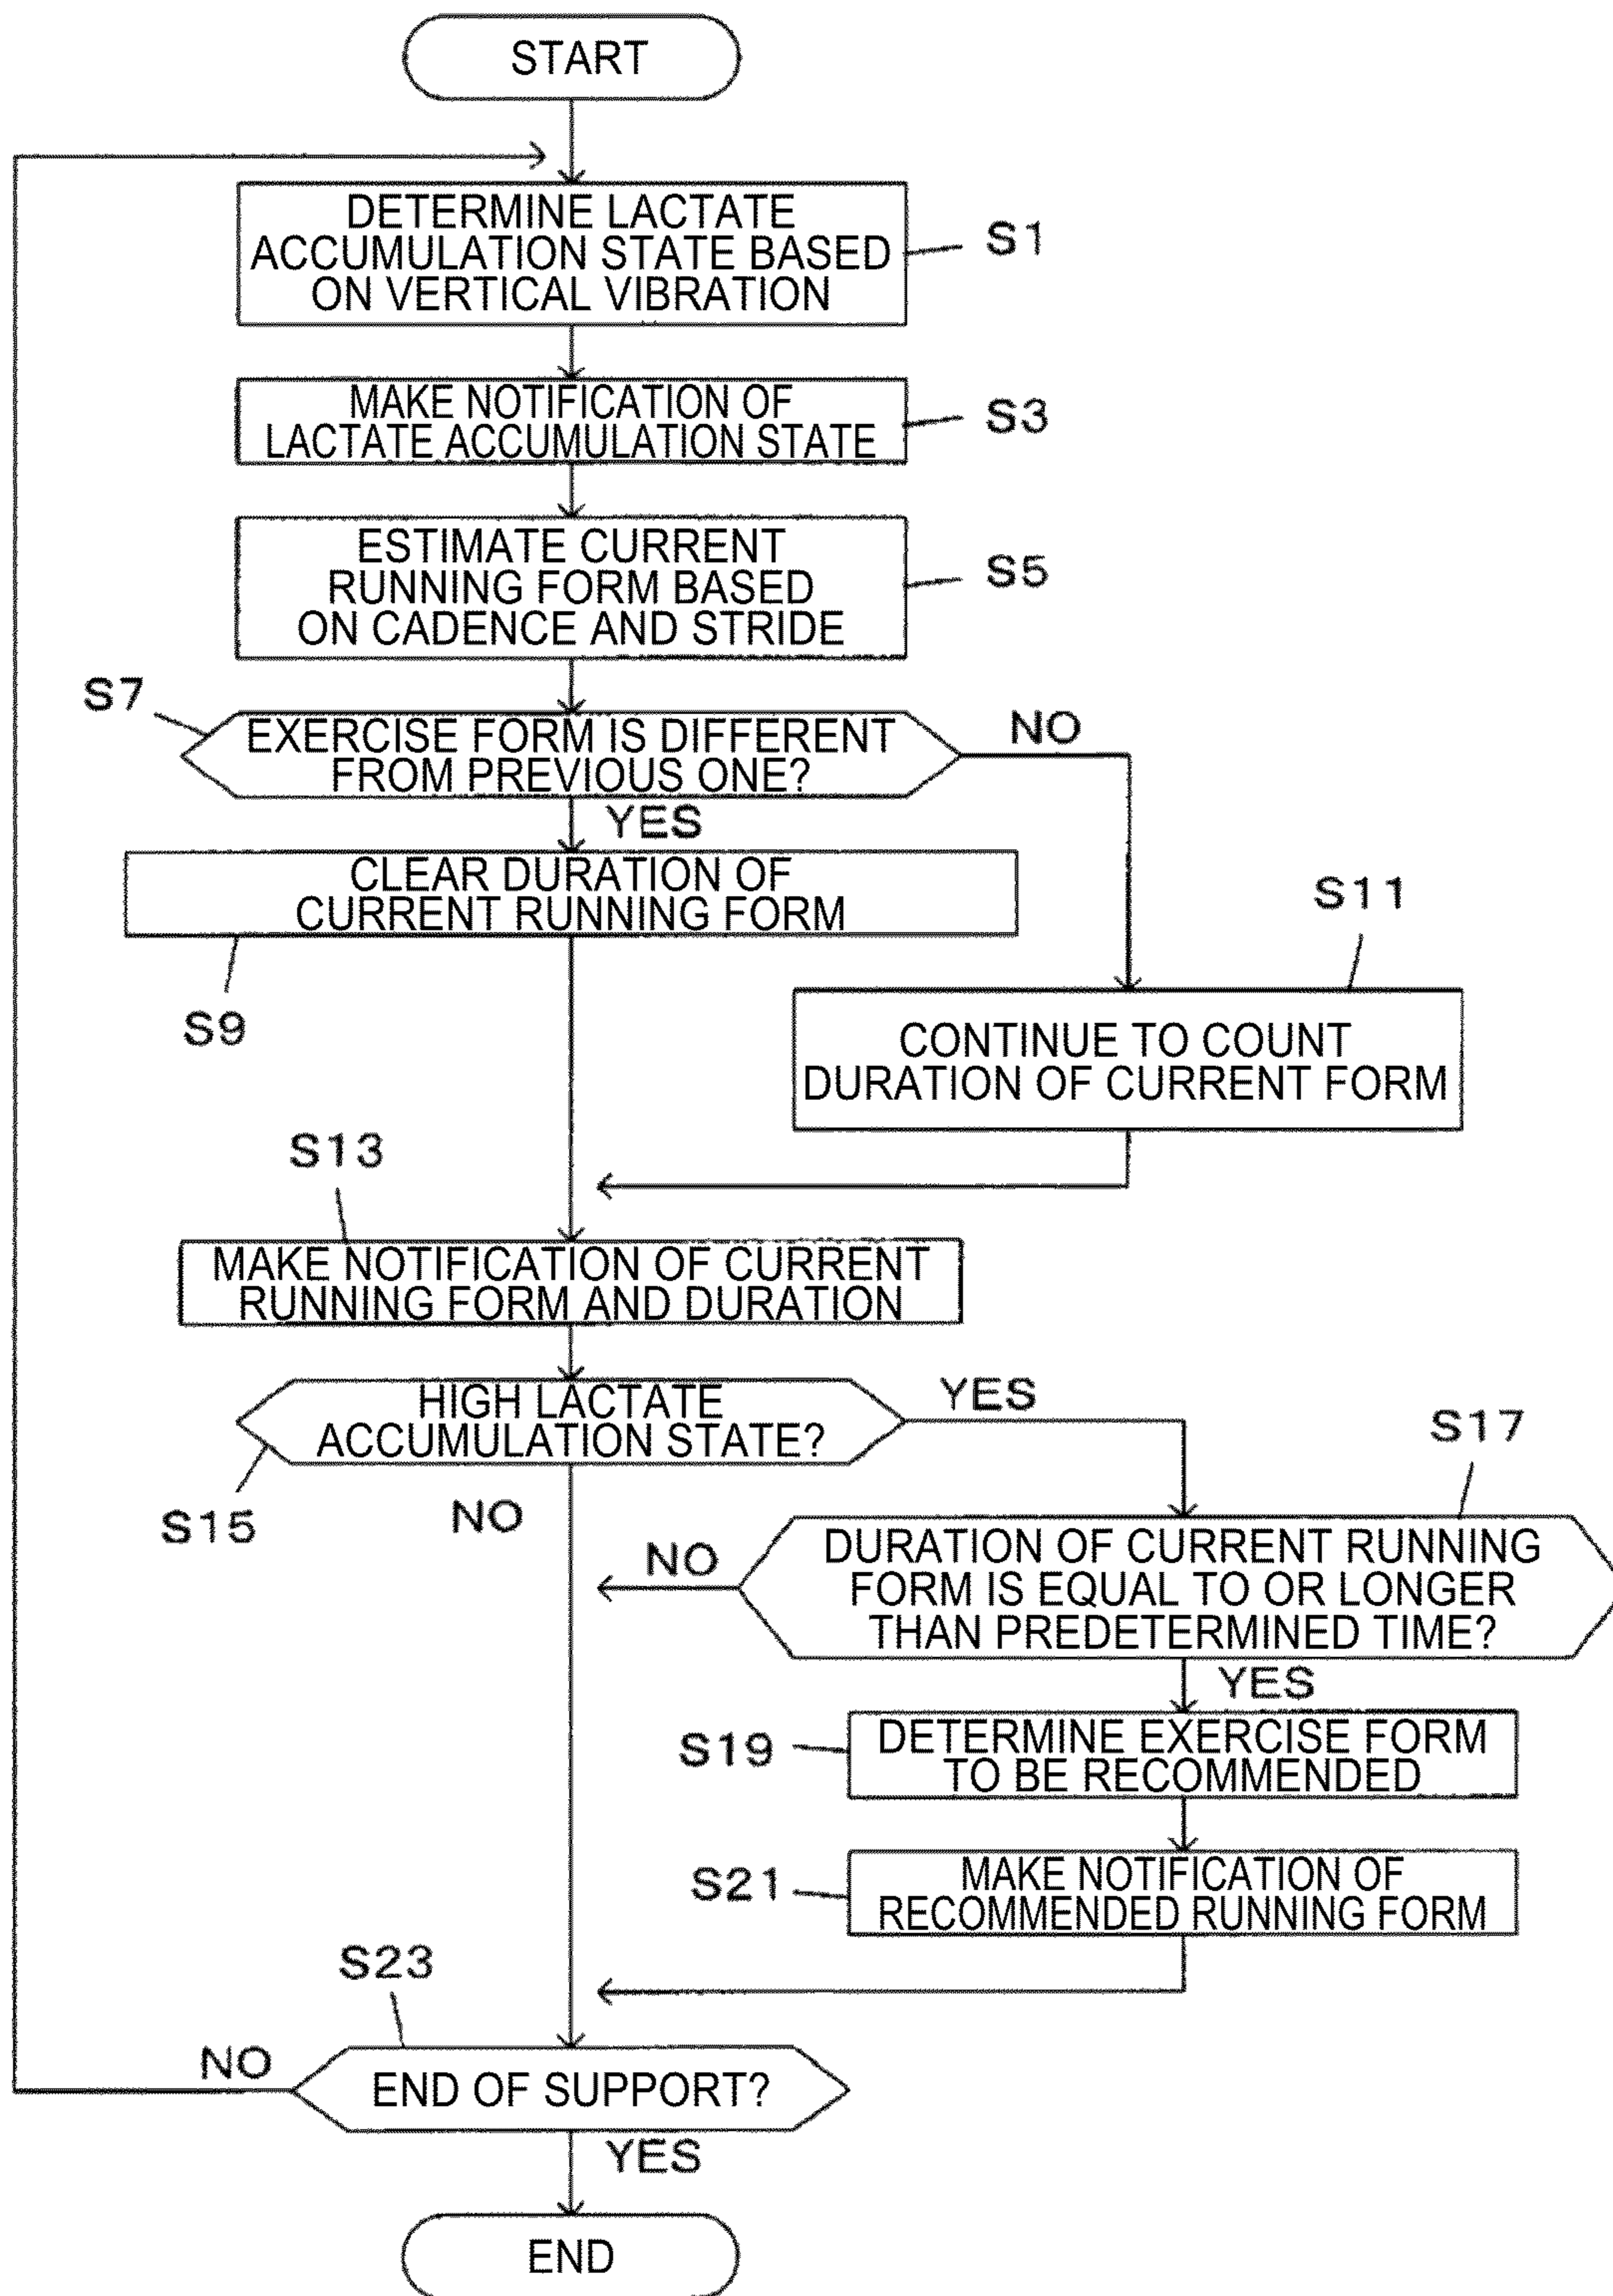 START
DETERMINE LACTATE
ACCUMULATION STATE BASED
ON VERTICAL VIBRATION
S1
MAKE NOTIFICATION OF
LACTATE ACCUMULATION STATE
S3
ESTIMATE CURRENT
RUNNING FORM BASED
ON CADENCE AND STRIDE
S5
S7
EXERCISE FORM IS DIFFERENT
FROM PREVIOUS ONE?
NO
YES
CLEAR DURATION OF
CURRENT RUNNING FORM
S9
S11
CONTINUE TO COUNT
DURATION OF CURRENT FORM
S13
MAKE NOTIFICATION OF CURRENT
RUNNING FORM AND DURATION
HIGH LACTATE
ACCUMULATION STATE?
YES
S15
NO
S17
DURATION OF CURRENT RUNNING
FORM IS EQUAL TO OR LONGER
THAN PREDETERMINED TIME?
NO
YES
S19
DETERMINE EXERCISE FORM
TO BE RECOMMENDED
S21
MAKE NOTIFICATION OF
RECOMMENDED RUNNING FORM
S23
NO
END OF SUPPORT?
YES
END